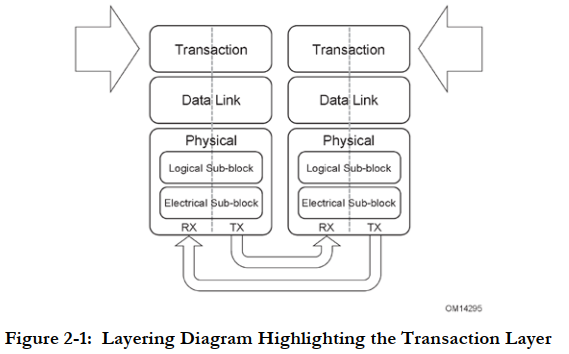 Transaction
Transaction
Data Link
Data Link
Physical
Physical
Logical Sub-block
Logical Sub-block
Electrical Sub-block
Electrical Sub-block
RX TX
RX TX
OM14295
Figure 2-1: Layering Diagram Highlighting the Transaction Layer